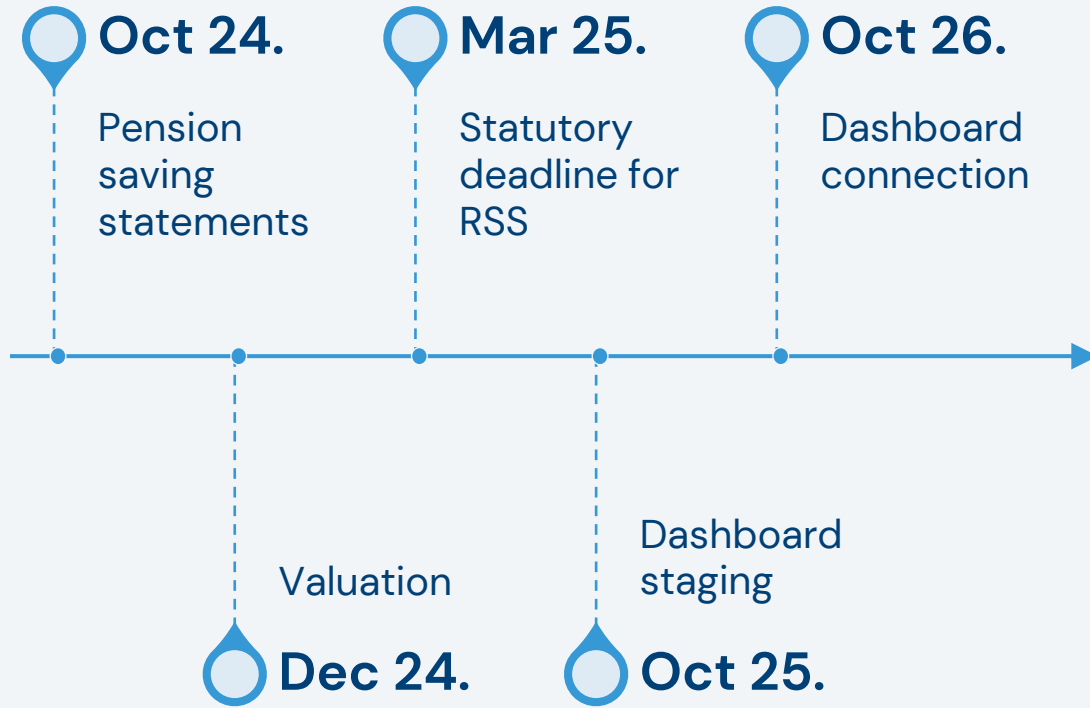 Oct 24.
Pension
saving
statements
Mar 25.
Statutory
deadline for
RSS
Oct 26.
Dashboard
connection
Valuation
Dec 24.
Dashboard
staging
Oct 25.